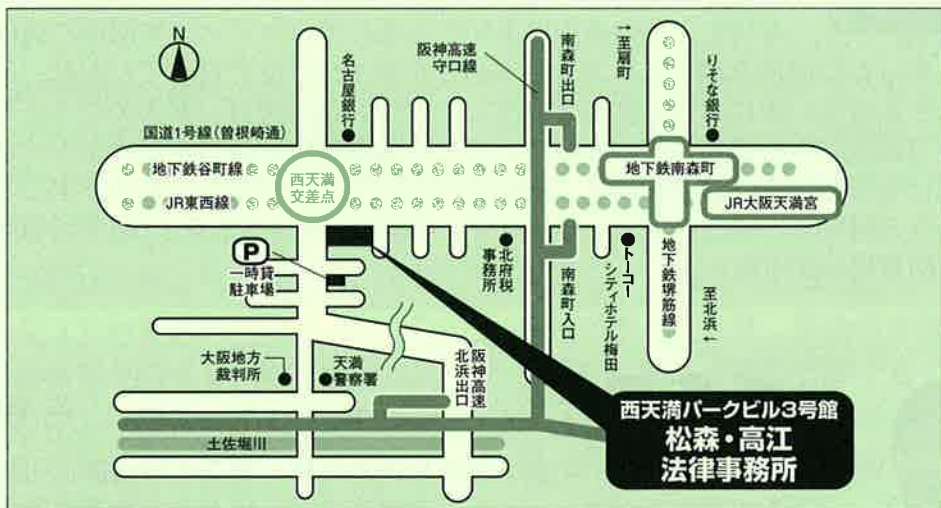 N
名古屋銀行
国道1号線(曽根崎通)
地下鉄谷町線
JR東西線
西天満
交差点
阪神高速
守口線
南森町出口
→至扇町
りそな銀行
地下鉄南森町
JR大阪天満宮
P
一時貸
駐車場
北府税
事務所
南森町入口
トーコー
シティホテル梅田
地下鉄堺筋線
至北浜←
大阪地方
裁判所
天満
警察署
阪神高速
北浜出口
土佐堀川
西天満パークビル3号館
松森・高江
法律事務所